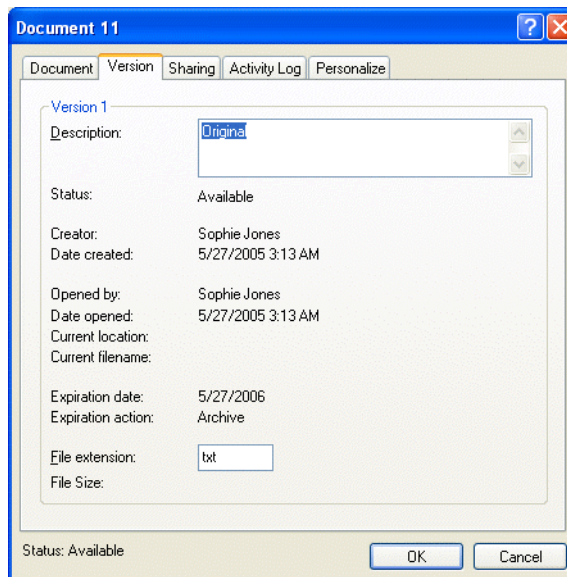 Document 11
?
Document Version Sharing Activity Log Personalize
Version 1
Description: Original
Status: Available
Creator: Sophie Jones
Date created: 5/27/2005 3:13 AM
Opened by: Sophie Jones
Date opened: 5/27/2005 3:13 AM
Current location:
Current filename:
Expiration date: 5/27/2006
Expiration action: Archive
File extension: txt
File Size:
Status: Available OK Cancel